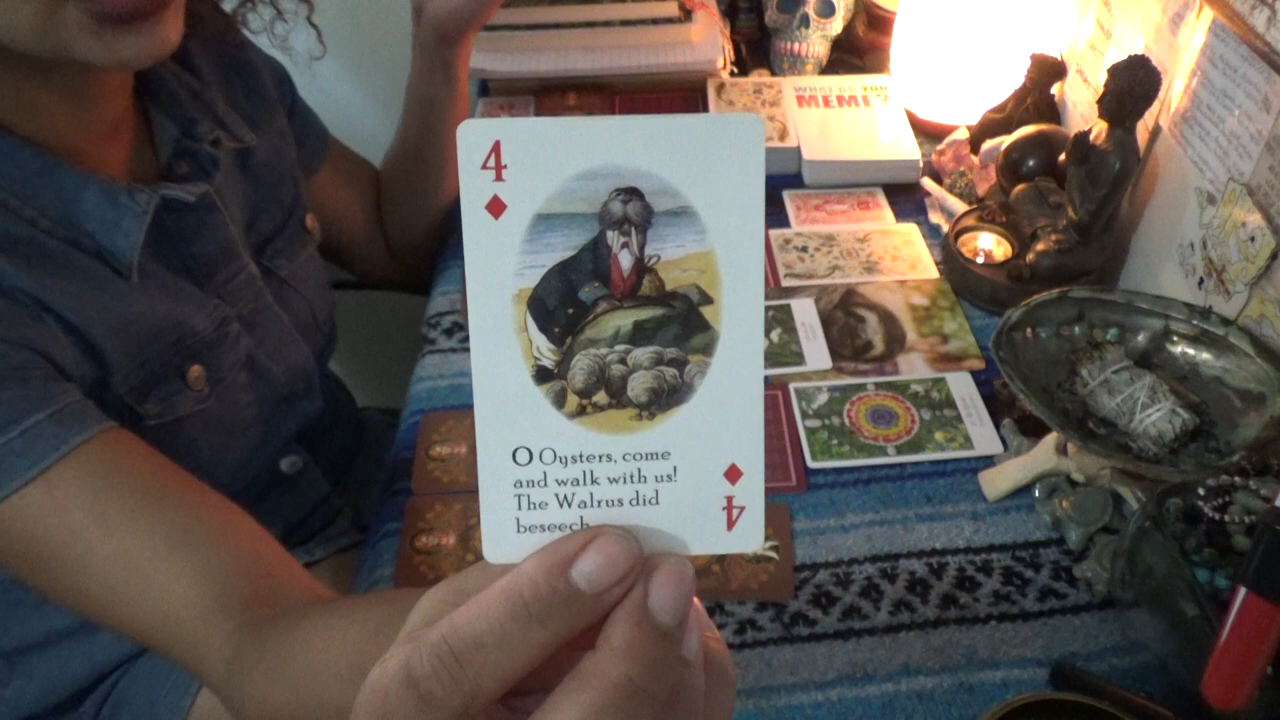 WHAT DO YOU
MEME?
4
O Oysters, come
and walk with us!
The Walrus did
beseech
4